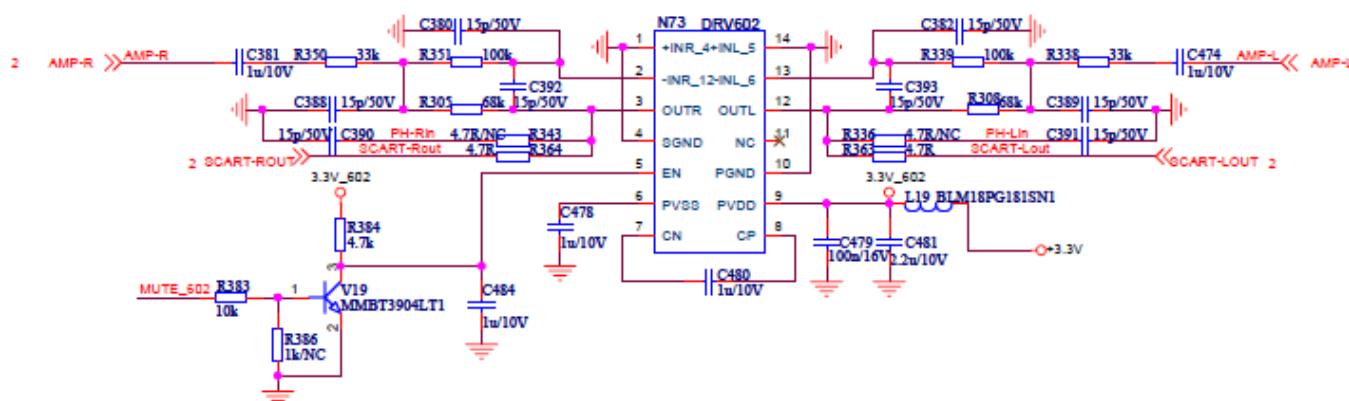 C380 15p/50V N73 DRV602 C382 15p/50V
1 +INR_4+INL_5 14
2 AMP-R AMP-R C381 R350 33k R351 100k R339 100k R338 33k C474 AMP-L AMP-L
1u/10V 2 -INR_12-INL_6 13 1u/10V
C392 C393
C388 15p/50V R305 68k 15p/50V 3 OUTR OUTL 12 15p/50V R308 68k C389 15p/50V
15p/50V C390 PH-Rin 4.7R/NC R343 4 SGND NC 11 R336 4.7R/NC PH-Lin C391 15p/50V
2 SCART-ROUT SCART-Rout 4.7R R364 R363 4.7R SCART-Lout SCART-LOUT 2
3.3V_602 5 EN PGND 10 3.3V_602
6 PVSS PVDD 9 L19 BLM18PG181SN1
R384 C478
4.7k 1u/10V 7 CN CP 8 C479 C481 +3.3V
100n/16V 2.2u/10V
3 C480
MUTE_602 R383 1 V19 C484 1u/10V
10k MMBT3904LT1
2 1u/10V
R386
1k/NC